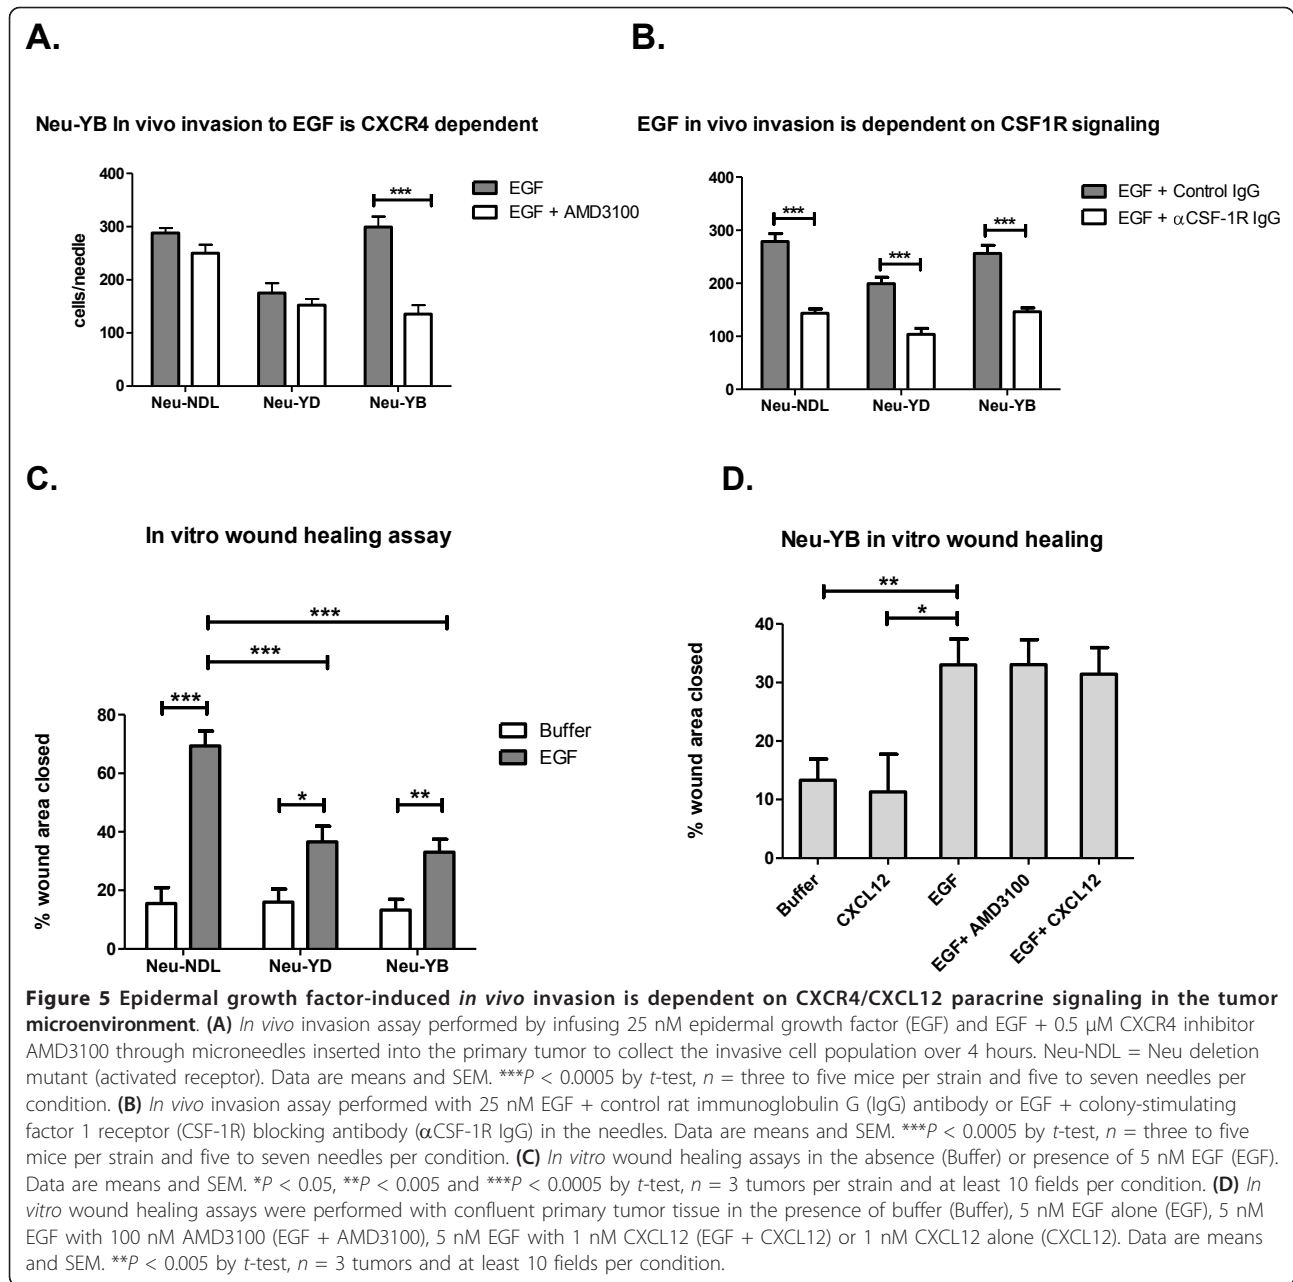 A.
B.
Neu-YB In vivo invasion to EGF is CXCR4 dependent
EGF in vivo invasion is dependent on CSF1R signaling
400
300
200
100
0
cells/needle
***
EGF
EGF + AMD3100
Neu-NDL
Neu-YD
Neu-YB
400
300
200
100
0
***
***
***
EGF + Control IgG
EGF + αCSF-1R IgG
Neu-NDL
Neu-YD
Neu-YB
C.
D.
In vitro wound healing assay
Neu-YB in vitro wound healing
***
***
***
*
**
80
60
40
20
0
% wound area closed
Buffer
EGF
Neu-NDL
Neu-YD
Neu-YB
**
*
40
30
20
10
0
% wound area closed
Buffer
CXCL12
EGF
EGF+ AMD3100
EGF+ CXCL12
Figure 5 Epidermal growth factor-induced in vivo invasion is dependent on CXCR4/CXCL12 paracrine signaling in the tumor
microenvironment. (A) In vivo invasion assay performed by infusing 25 nM epidermal growth factor (EGF) and EGF + 0.5 μM CXCR4 inhibitor
AMD3100 through microneedles inserted into the primary tumor to collect the invasive cell population over 4 hours. Neu-NDL = Neu deletion
mutant (activated receptor). Data are means and SEM. ***P < 0.0005 by t-test, n = three to five mice per strain and five to seven needles per
condition. (B) In vivo invasion assay performed with 25 nM EGF + control rat immunoglobulin G (IgG) antibody or EGF + colony-stimulating
factor 1 receptor (CSF-1R) blocking antibody (αCSF-1R IgG) in the needles. Data are means and SEM. ***P < 0.0005 by t-test, n = three to five
mice per strain and five to seven needles per condition. (C) In vitro wound healing assays in the absence (Buffer) or presence of 5 nM EGF (EGF).
Data are means and SEM. *P < 0.05, **P < 0.005 and ***P < 0.0005 by t-test, n = 3 tumors per strain and at least 10 fields per condition. (D) In
vitro wound healing assays were performed with confluent primary tumor tissue in the presence of buffer (Buffer), 5 nM EGF alone (EGF), 5 nM
EGF with 100 nM AMD3100 (EGF + AMD3100), 5 nM EGF with 1 nM CXCL12 (EGF + CXCL12) or 1 nM CXCL12 alone (CXCL12). Data are means
and SEM. **P < 0.005 by t-test, n = 3 tumors and at least 10 fields per condition.